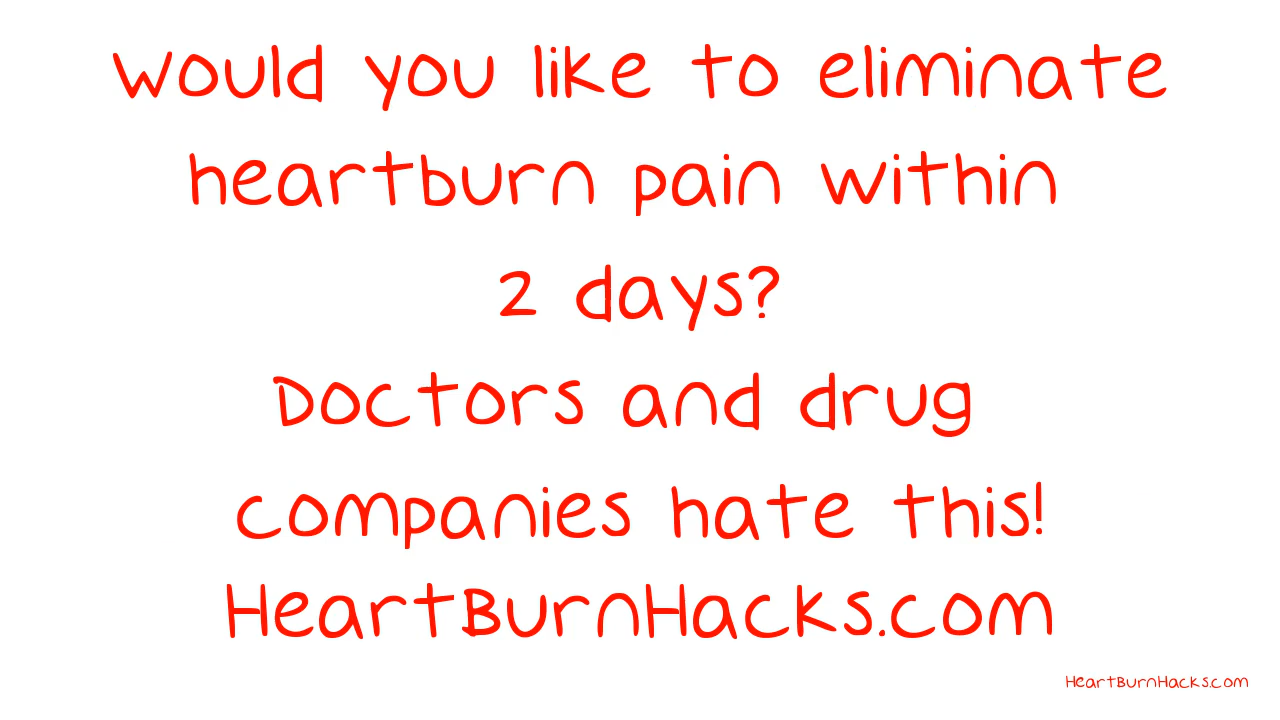 Would you like to eliminate
heartburn pain within
2 days?
Doctors and drug
companies hate this!
HeartBurnHacks.com
HeartBurnHacks.com